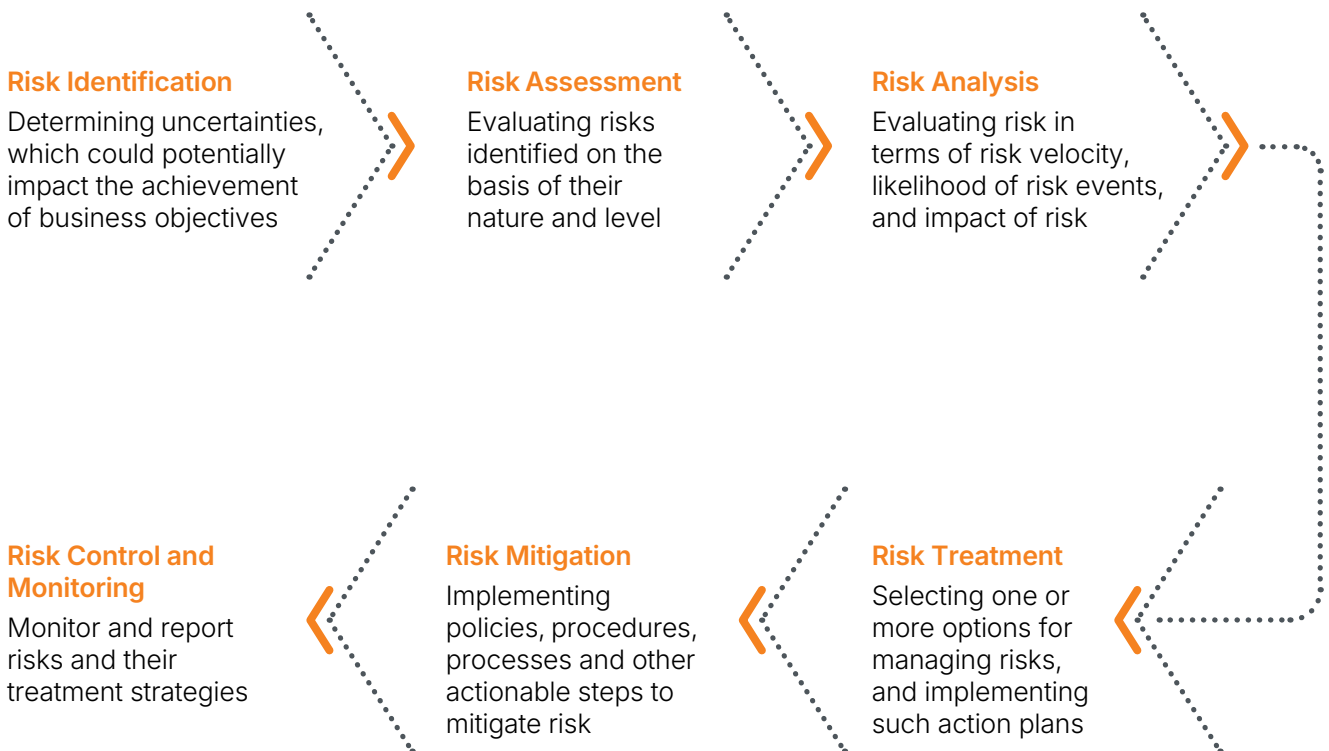 Risk Identification
Determining uncertainties,
which could potentially
impact the achievement
of business objectives
Risk Assessment
Evaluating risks
identified on the
basis of their
nature and level
Risk Analysis
Evaluating risk in
terms of risk velocity,
likelihood of risk events,
and impact of risk
Risk Treatment
Selecting one or
more options for
managing risks,
and implementing
such action plans
Risk Mitigation
Implementing
policies, procedures,
processes and other
actionable steps to
mitigate risk
Risk Control and
Monitoring
Monitor and report
risks and their
treatment strategies